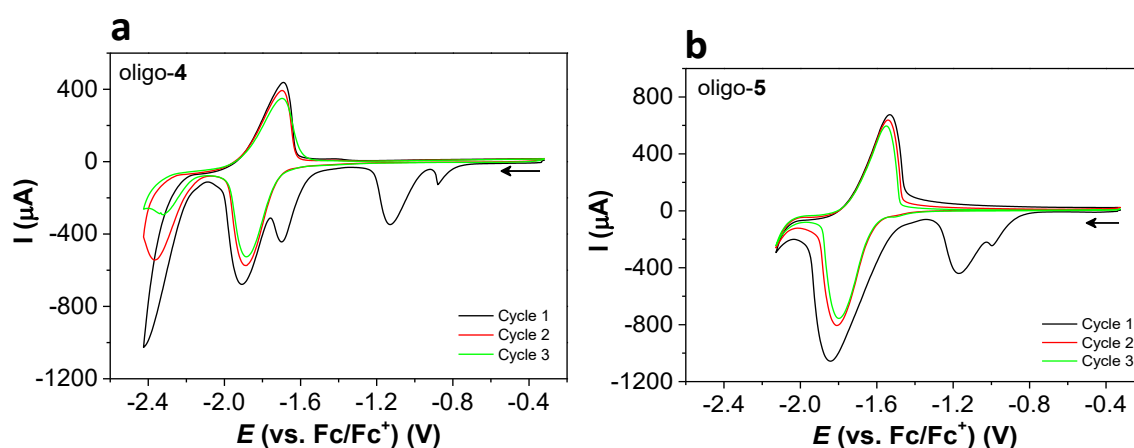 a
oligo-4
400
0
-400
-800
-1200
I (µA)
-2.4 -2.0 -1.6 -1.2 -0.8 -0.4
E (vs. Fc/Fc⁺) (V)
Cycle 1
Cycle 2
Cycle 3
b
oligo-5
800
400
0
-400
-800
-1200
I (µA)
-2.4 -2.0 -1.6 -1.2 -0.8 -0.4
E (vs. Fc/Fc⁺) (V)
Cycle 1
Cycle 2
Cycle 3